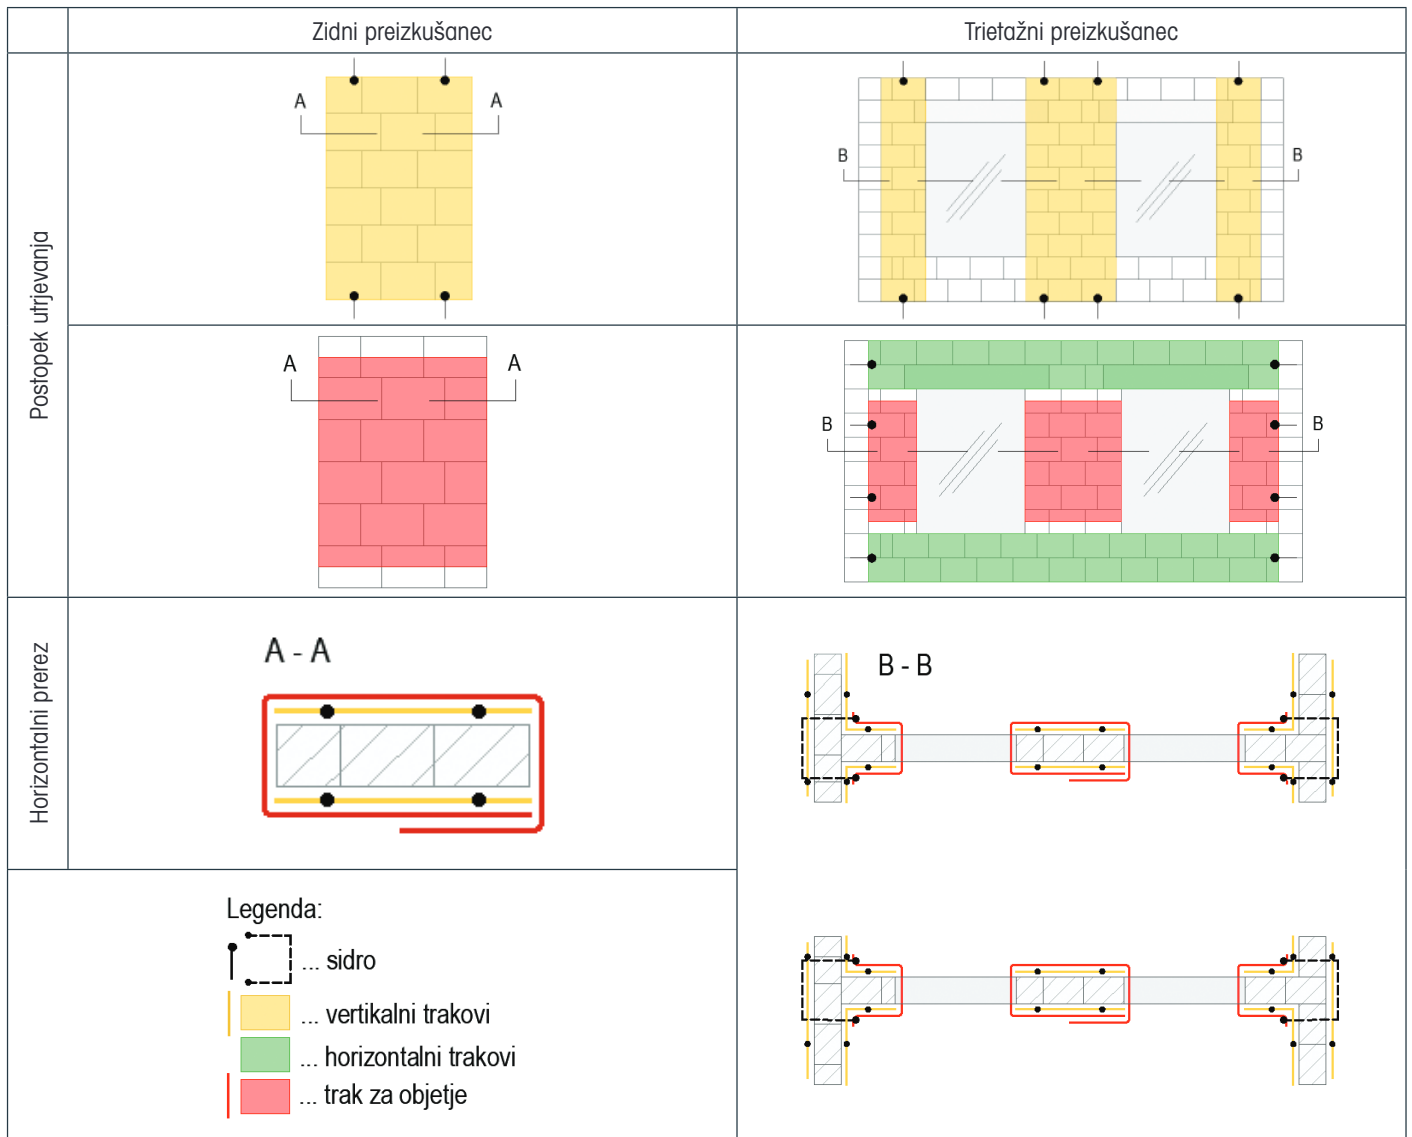 Zidni preizkušanec
Trietažni preizkušanec
Postopek utrjevanja
A
A
B
B
A
A
B
B
Horizontalni prerez
A - A
B - B
Legenda:
... sidro
... vertikalni trakovi
... horizontalni trakovi
... trak za objetje